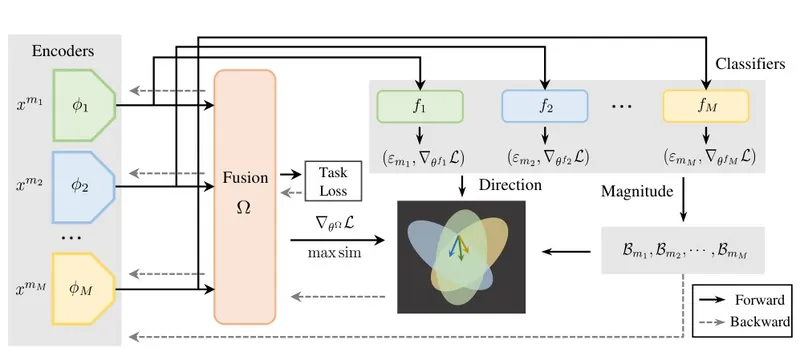 Encoders
Classifiers
x^{m_1} ϕ_1
x^{m_2} ϕ_2
...
x^{m_M} ϕ_M
Fusion
Ω
Task
Loss
f_1 f_2 ... f_M
(ε_{m_1}, ∇_{θ^{f_1}} ℒ) (ε_{m_2}, ∇_{θ^{f_2}} ℒ) (ε_{m_M}, ∇_{θ^{f_M}} ℒ)
Direction
Magnitude
∇_{θ^Ω} ℒ
max sim
ℬ_{m_1}, ℬ_{m_2}, ⋯ , ℬ_{m_M}
Forward
Backward